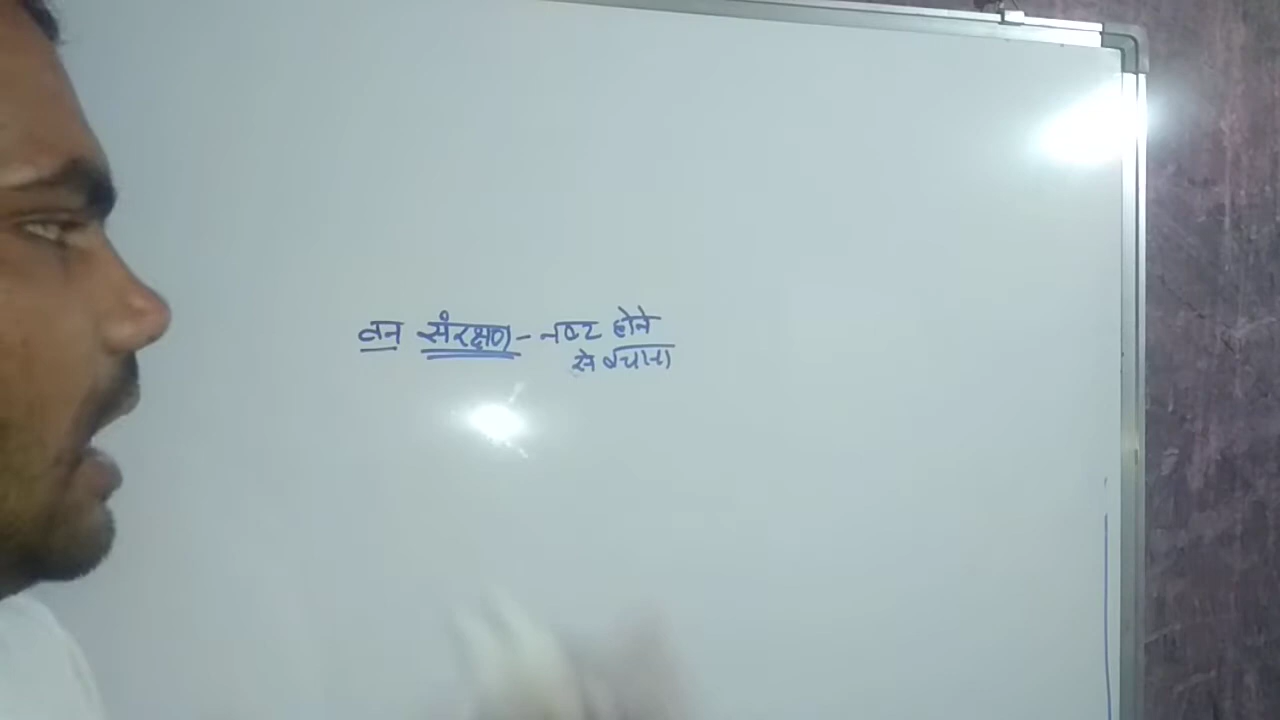 वन संरक्षण - नष्ट होने
से बचाना